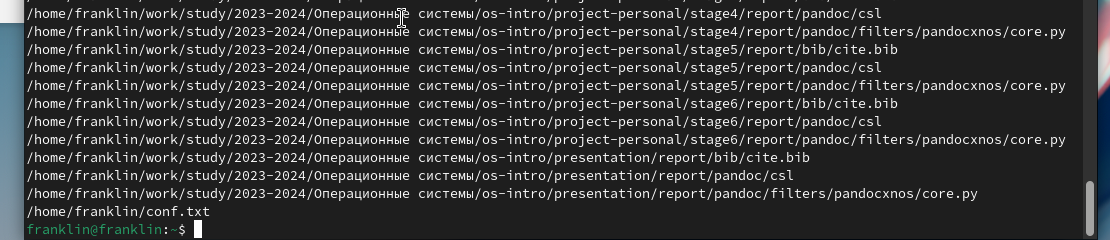 /home/franklin/work/study/2023-2024/Операционные системы/os-intro/project-personal/stage4/report/pandoc/csl
/home/franklin/work/study/2023-2024/Операционные системы/os-intro/project-personal/stage4/report/pandoc/filters/pandocxnos/core.py
/home/franklin/work/study/2023-2024/Операционные системы/os-intro/project-personal/stage5/report/bib/cite.bib
/home/franklin/work/study/2023-2024/Операционные системы/os-intro/project-personal/stage5/report/pandoc/csl
/home/franklin/work/study/2023-2024/Операционные системы/os-intro/project-personal/stage5/report/pandoc/filters/pandocxnos/core.py
/home/franklin/work/study/2023-2024/Операционные системы/os-intro/project-personal/stage6/report/bib/cite.bib
/home/franklin/work/study/2023-2024/Операционные системы/os-intro/project-personal/stage6/report/pandoc/csl
/home/franklin/work/study/2023-2024/Операционные системы/os-intro/project-personal/stage6/report/pandoc/filters/pandocxnos/core.py
/home/franklin/work/study/2023-2024/Операционные системы/os-intro/presentation/report/bib/cite.bib
/home/franklin/work/study/2023-2024/Операционные системы/os-intro/presentation/report/pandoc/csl
/home/franklin/work/study/2023-2024/Операционные системы/os-intro/presentation/report/pandoc/filters/pandocxnos/core.py
/home/franklin/conf.txt
franklin@franklin:~$